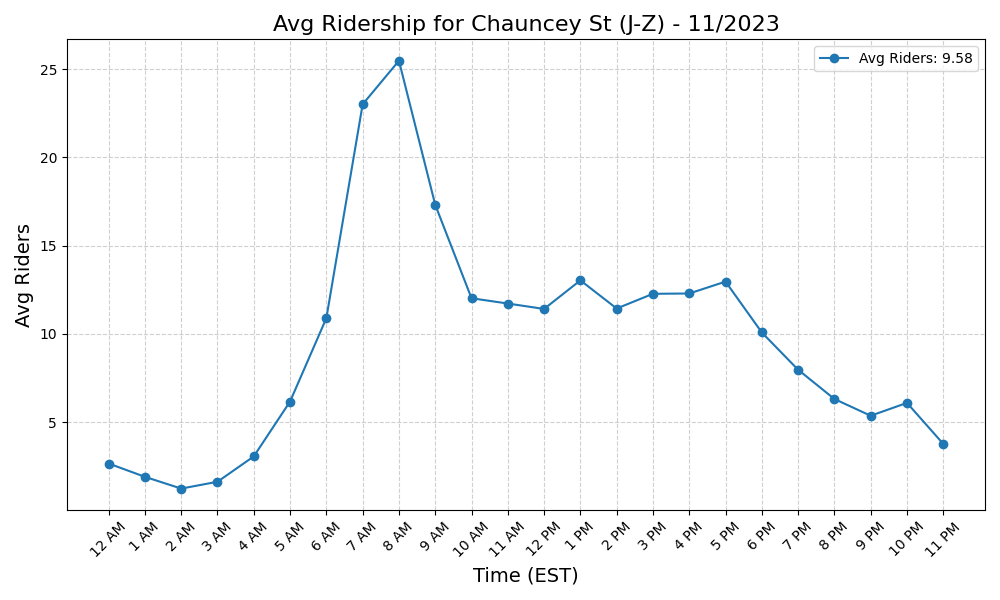 Avg Ridership for Chauncey St (J-Z) - 11/2023
Avg Riders: 9.58
Avg Riders
25
20
15
10
5
12 AM
1 AM
2 AM
3 AM
4 AM
5 AM
6 AM
7 AM
8 AM
9 AM
10 AM
11 AM
12 PM
1 PM
2 PM
3 PM
4 PM
5 PM
6 PM
7 PM
8 PM
9 PM
10 PM
11 PM
Time (EST)